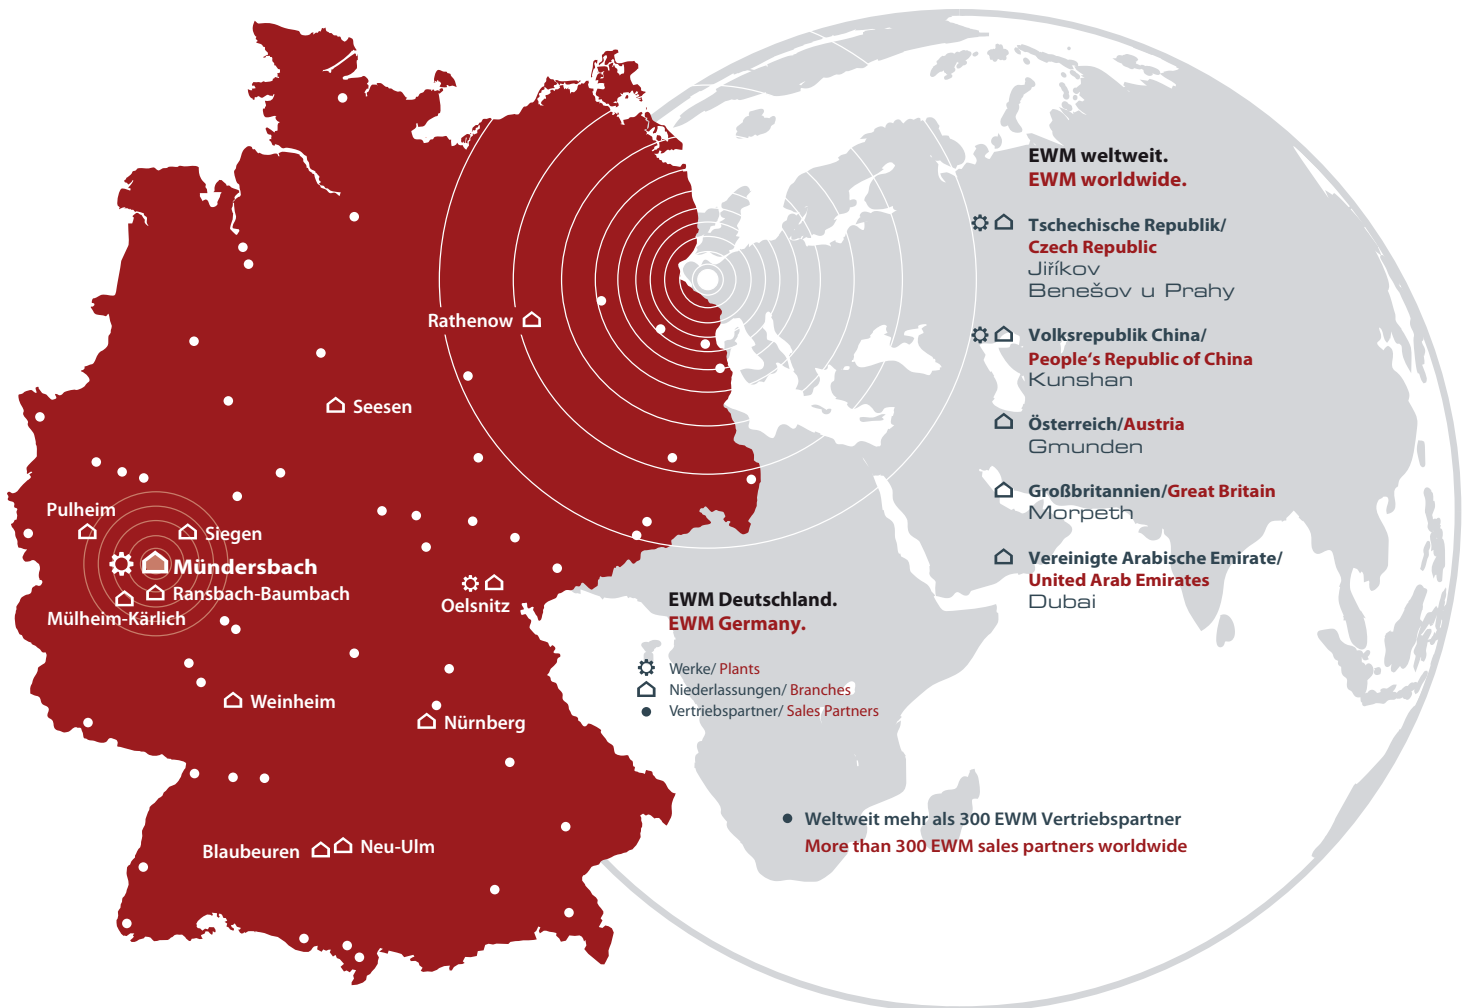 Rathenow
Seesen
Pulheim
Siegen
Mündersbach
Ransbach-Baumbach
Mülheim-Kärlich
Oelsnitz
Weinheim
Nürnberg
Blaubeuren
Neu-Ulm
EWM Deutschland.
EWM Germany.
Werke/ Plants
Niederlassungen/ Branches
Vertriebspartner/ Sales Partners
EWM weltweit.
EWM worldwide.
Tschechische Republik/
Czech Republic
Jiříkov
Benešov u Prahy
Volksrepublik China/
People‘s Republic of China
Kunshan
Österreich/Austria
Gmunden
Großbritannien/Great Britain
Morpeth
Vereinigte Arabische Emirate/
United Arab Emirates
Dubai
Weltweit mehr als 300 EWM Vertriebspartner
More than 300 EWM sales partners worldwide